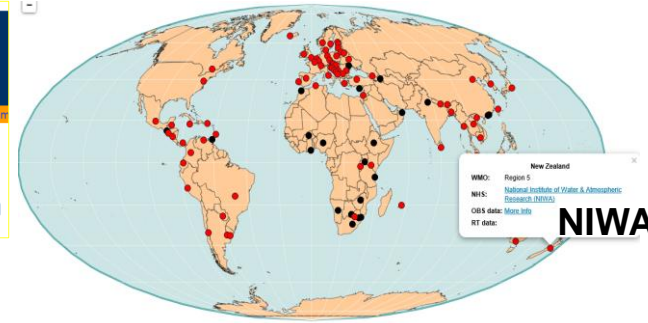 −
m
×
New Zealand
WMO: Region 5
NHS: National Institute of Water & Atmospheric
Research (NIWA)
OBS data: More Info
RT data:
NIWA